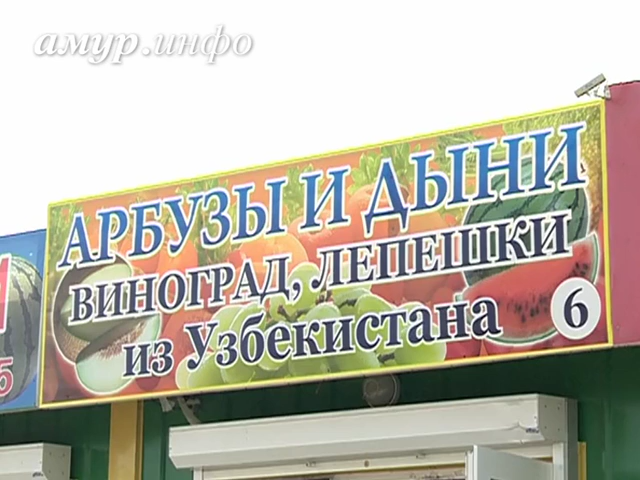 амур.инфо
АРБУЗЫ И ДЫНИ
ВИНОГРАД, ЛЕПЕШКИ
из Узбекистана
6